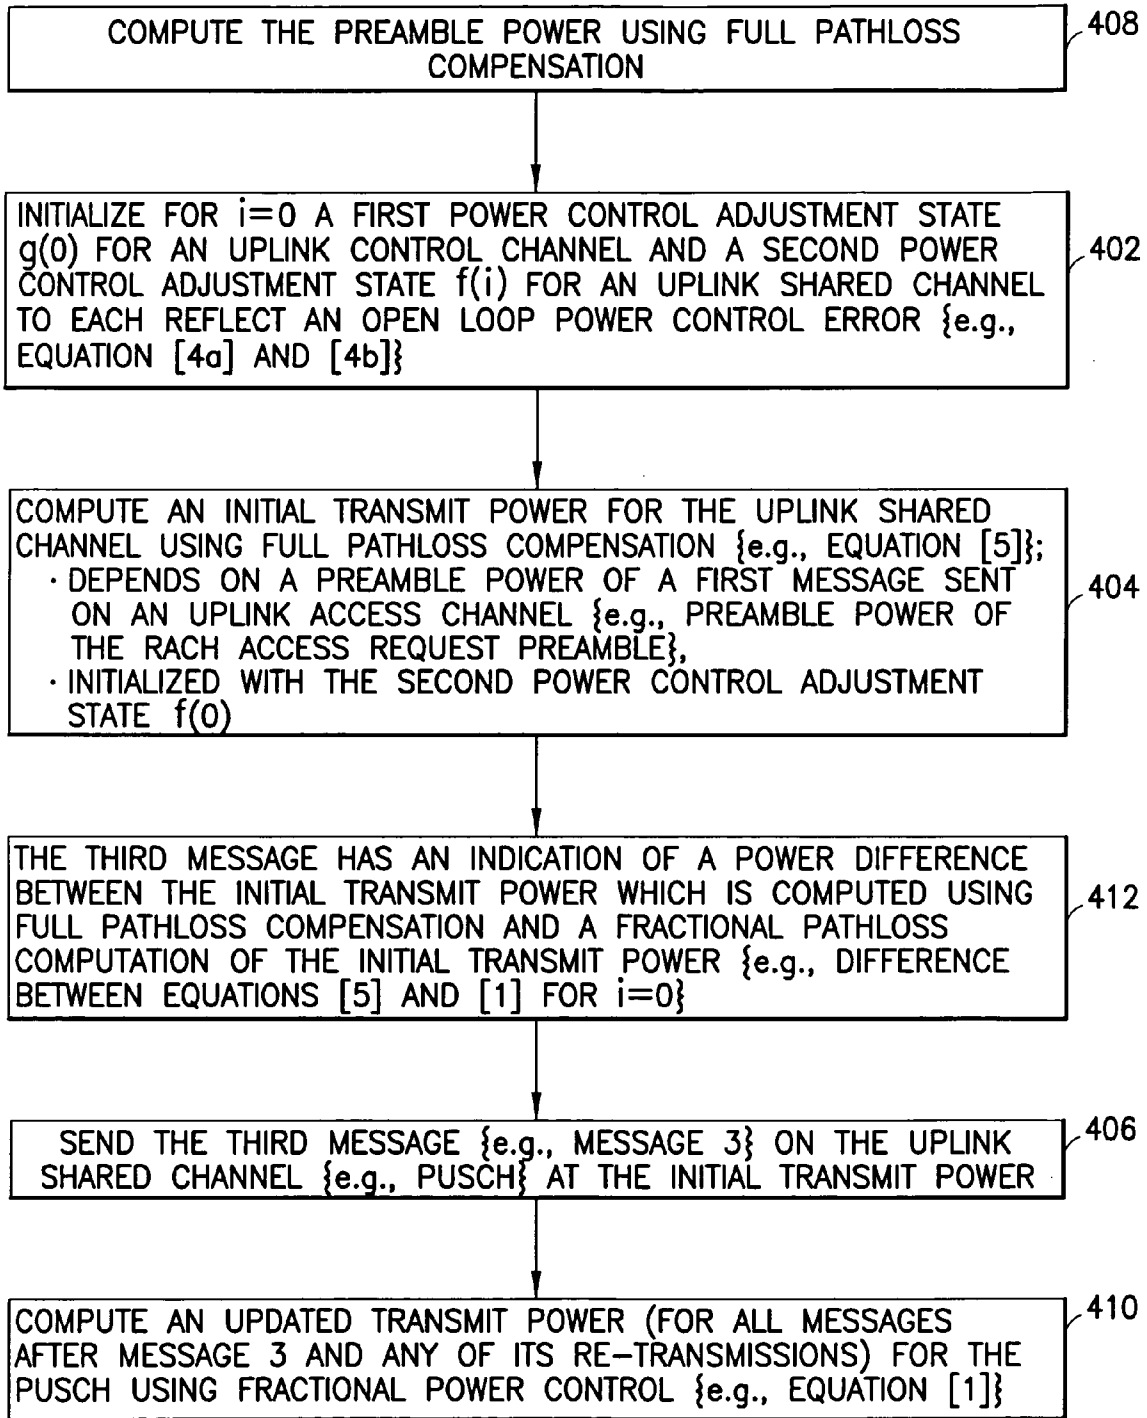 COMPUTE THE PREAMBLE POWER USING FULL PATHLOSS
COMPENSATION
408
INITIALIZE FOR i=0 A FIRST POWER CONTROL ADJUSTMENT STATE
g(0) FOR AN UPLINK CONTROL CHANNEL AND A SECOND POWER
CONTROL ADJUSTMENT STATE f(i) FOR AN UPLINK SHARED CHANNEL
TO EACH REFLECT AN OPEN LOOP POWER CONTROL ERROR {e.g.,
EQUATION [4a] AND [4b]}
402
COMPUTE AN INITIAL TRANSMIT POWER FOR THE UPLINK SHARED
CHANNEL USING FULL PATHLOSS COMPENSATION {e.g., EQUATION [5]};
· DEPENDS ON A PREAMBLE POWER OF A FIRST MESSAGE SENT
ON AN UPLINK ACCESS CHANNEL {e.g., PREAMBLE POWER OF
THE RACH ACCESS REQUEST PREAMBLE},
· INITIALIZED WITH THE SECOND POWER CONTROL ADJUSTMENT
STATE f(0)
404
THE THIRD MESSAGE HAS AN INDICATION OF A POWER DIFFERENCE
BETWEEN THE INITIAL TRANSMIT POWER WHICH IS COMPUTED USING
FULL PATHLOSS COMPENSATION AND A FRACTIONAL PATHLOSS
COMPUTATION OF THE INITIAL TRANSMIT POWER {e.g., DIFFERENCE
BETWEEN EQUATIONS [5] AND [1] FOR i=0}
412
SEND THE THIRD MESSAGE {e.g., MESSAGE 3} ON THE UPLINK
SHARED CHANNEL {e.g., PUSCH} AT THE INITIAL TRANSMIT POWER
406
COMPUTE AN UPDATED TRANSMIT POWER (FOR ALL MESSAGES
AFTER MESSAGE 3 AND ANY OF ITS RE-TRANSMISSIONS) FOR THE
PUSCH USING FRACTIONAL POWER CONTROL {e.g., EQUATION [1]}
410